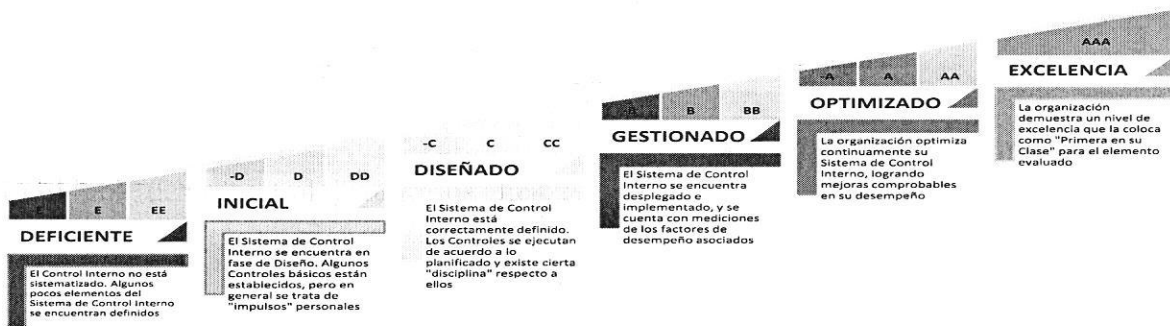 E EE
DEFICIENTE
El Control Interno no está
sistematizado. Algunos
pocos elementos del
Sistema de Control Interno
se encuentran definidos
-D D DD
INICIAL
El Sistema de Control
Interno se encuentra en
fase de Diseño. Algunos
Controles básicos están
establecidos, pero en
general se trata de
"impulsos" personales
-C C CC
DISEÑADO
El Sistema de Control
Interno está
correctamente definido.
Los Controles se ejecutan
de acuerdo a lo
planificado y existe cierta
"disciplina" respecto a
ellos
-B B BB
GESTIONADO
El Sistema de Control
Interno se encuentra
desplegado e
implementado, y se
cuenta con mediciones
de los factores de
desempeño asociados
-A A AA
OPTIMIZADO
La organización optimiza
continuamente su
Sistema de Control
Interno, logrando
mejoras comprobables
en su desempeño
AAA
EXCELENCIA
La organización
demuestra un nivel de
excelencia que la coloca
como "Primera en su
Clase" para el elemento
evaluado